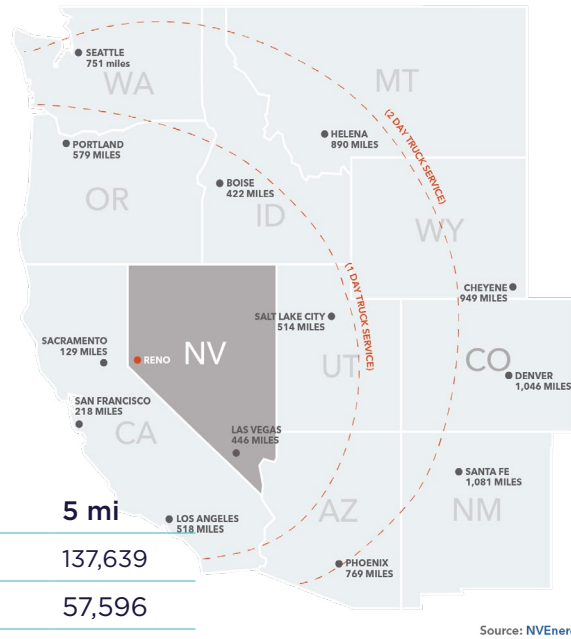 SEATTLE
751 miles
WA
MT
(2 DAY TRUCK SERVICE)
HELENA
890 MILES
PORTLAND
579 MILES
BOISE
422 MILES
OR
ID
WY
(1 DAY TRUCK SERVICE)
CHEYENE
949 MILES
SALT LAKE CITY
514 MILES
SACRAMENTO
129 MILES
RENO
NV
UT
CO
DENVER
1,046 MILES
SAN FRANCISCO
218 MILES
CA
LAS VEGAS
446 MILES
SANTA FE
1,081 MILES
AZ
NM
5 mi
LOS ANGELES
518 MILES
137,639
PHOENIX
769 MILES
57,596
Source: NVEner